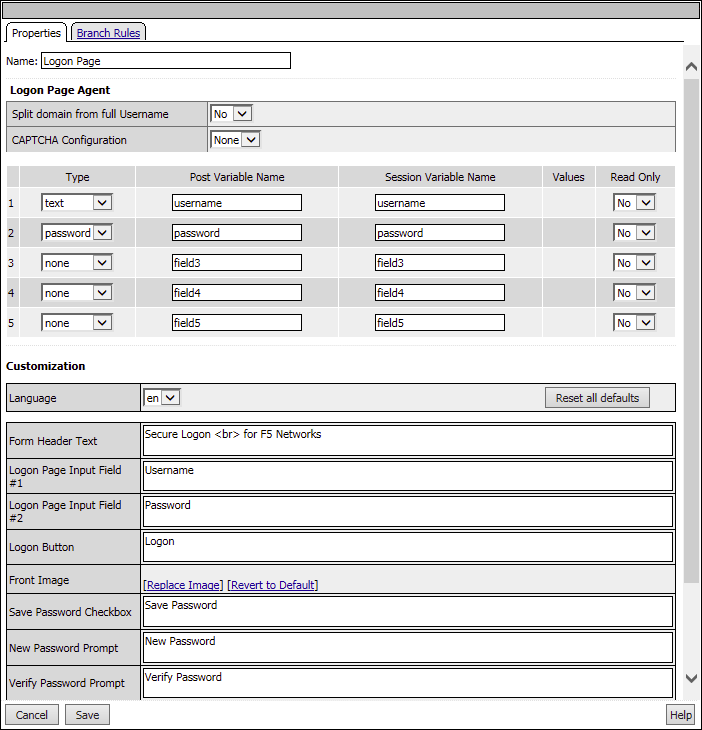 Properties Branch Rules
Name: Logon Page
Logon Page Agent
Split domain from full Username No
CAPTCHA Configuration None
Type Post Variable Name Session Variable Name Values Read Only
1 text username username No
2 password password password No
3 none field3 field3 No
4 none field4 field4 No
5 none field5 field5 No
Customization
Language en Reset all defaults
Form Header Text Secure Logon <br> for F5 Networks
Logon Page Input Field
#1
Username
Logon Page Input Field
#2
Password
Logon Button Logon
Front Image [Replace Image] [Revert to Default]
Save Password Checkbox Save Password
New Password Prompt New Password
Verify Password Prompt Verify Password
Cancel Save Help